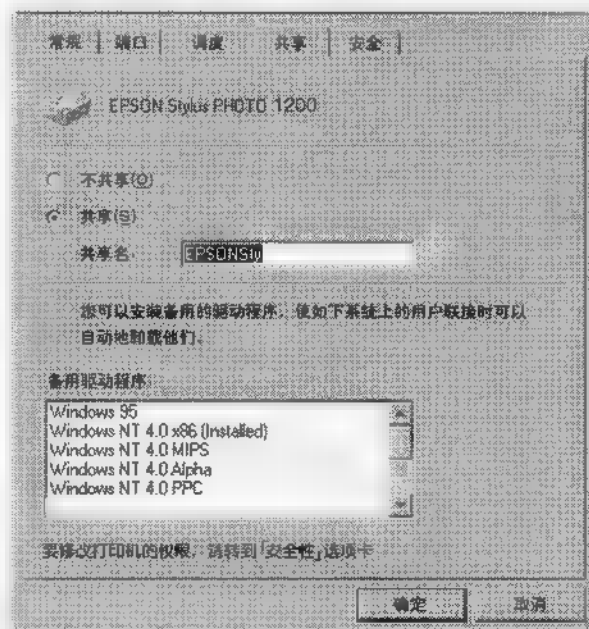 常规 端口 调度 共享 安全
EPSON Stylus PHOTO 1200
不共享(O)
共享(S)
共享名:
EPSONSty
您可以安装备用的驱动程序，使如下系统上的用户联接时可以
自动地卸载他们。
备用驱动程序
Windows 95
Windows NT 4.0 x86 (Installed)
Windows NT 4.0 MIPS
Windows NT 4.0 Alpha
Windows NT 4.0 PPC
要修改打印机的权限，请转到「安全性」选项卡
确定 取消